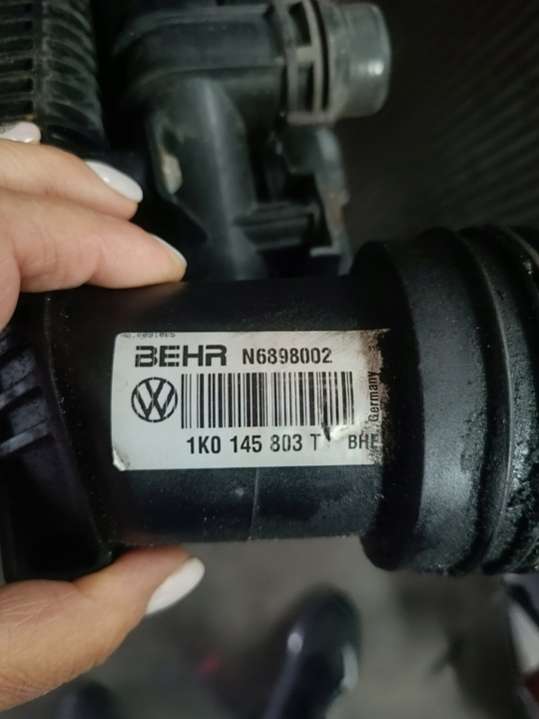 BEHR N6898002
Germany
1K0 145 803 T BHE